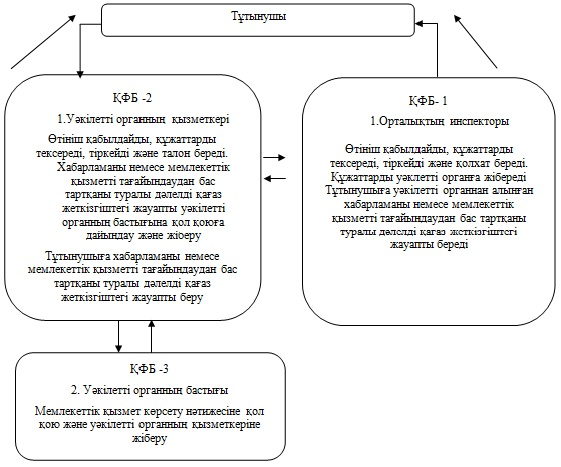 Тұтынушы
ҚФБ -2
1.Уәкілетті органның қызметкері
Өтініш қабылдайды, құжаттарды
тексереді, тіркейді және талон береді.
Хабарламаны немесе мемлекеттік
қызметті тағайындаудан бас
тартқаны туралы дәлелді қағаз
жеткізгіштегі жауапты уәкілетті
органның бастығына қол қоюға
дайындау және жіберу
Тұтынушыға хабарламаны немесе
мемлекеттік қызметті тағайындаудан бас
тартқаны туралы дәлелді қағаз
жеткізгіштегі жауапты беру
ҚФБ- 1
1.Орталықтың инспекторы
Өтініш қабылдайды, құжаттарды
тексереді, тіркейді және қолхат береді.
Құжаттарды уәклетті органға жібереді
Тұтынушыға уәкілетті органнан алынған
хабарламаны немесе мемлекеттік
қызметті тағайындаудан бас тартқаны
туралы дәлелді қағаз жеткізгіштегі
жауапты береді
ҚФБ -3
2. Уәкілетті органның бастығы
Мемлекеттік қызмет көрсету нәтижесіне қол
қою және уәкілетті органның қызметкеріне
жіберу